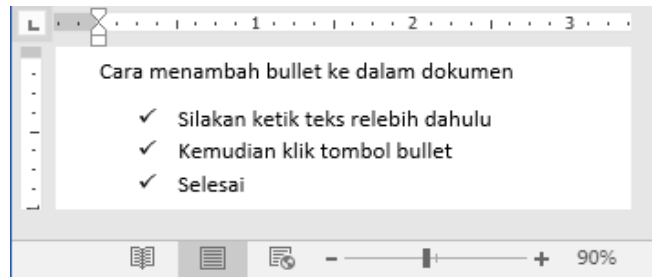 L 1 2 3
Cara menambah bullet ke dalam dokumen
✓ Silakan ketik teks relebih dahulu
✓ Kemudian klik tombol bullet
✓ Selesai
90%